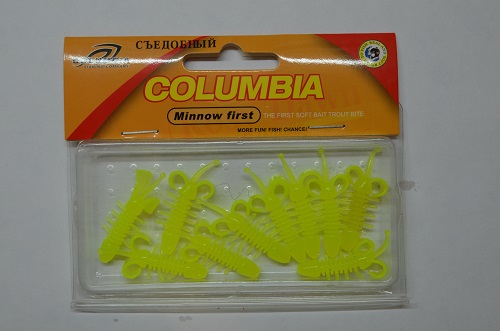 СЪЕДОБНЫЙ
COLUMBIA
Minnow first
THE FIRST SOFT BAIT TROUT BITE
MORE FUN! FISH! CHANCE!